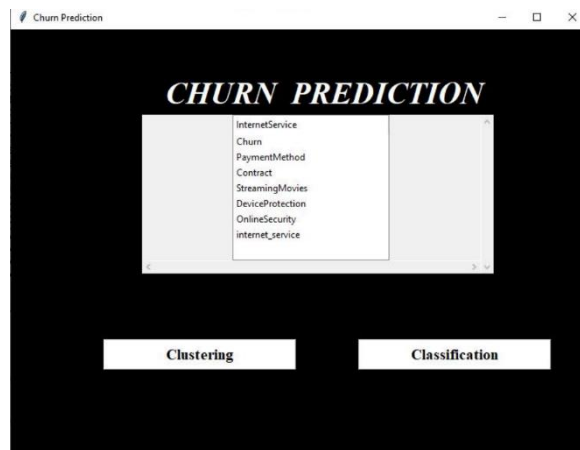 Churn Prediction
CHURN PREDICTION
InternetService
Churn
PaymentMethod
Contract
StreamingMovies
DeviceProtection
OnlineSecurity
internet_service
Clustering
Classification